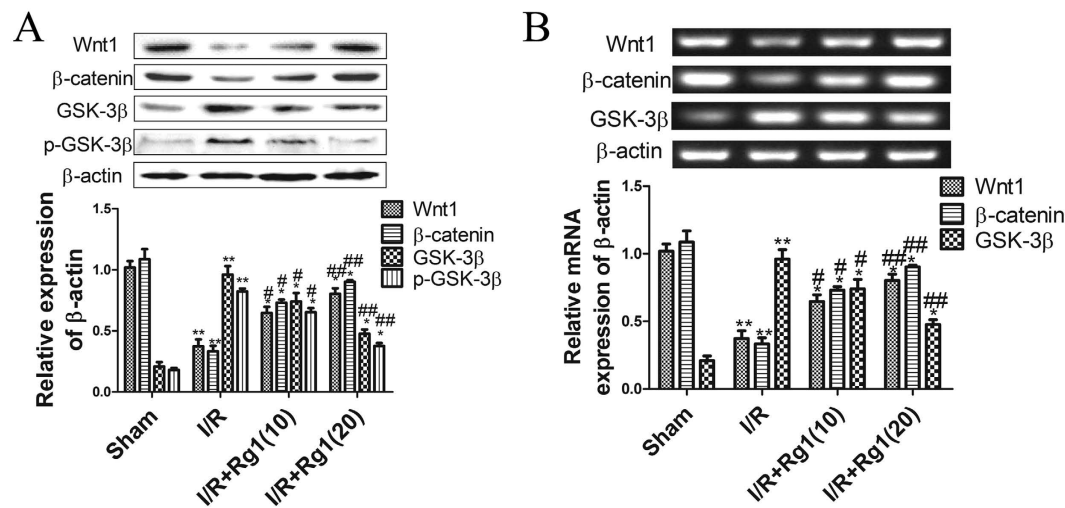 A
Wnt1
β-catenin
GSK-3β
p-GSK-3β
β-actin
Relative expression
of β-actin
1.5
1.0
0.5
0.0
Wnt1
β-catenin
GSK-3β
p-GSK-3β
** ** ** **
# # # #
* * * *
## ## ## ##
* * * *
Sham
I/R
I/R+Rg1(10)
I/R+Rg1(20)
B
Wnt1
β-catenin
GSK-3β
β-actin
Relative mRNA
expression of β-actin
1.5
1.0
0.5
0.0
Wnt1
β-catenin
GSK-3β
** ** **
# # #
* * *
## ## ##
* * *
Sham
I/R
I/R+Rg1(10)
I/R+Rg1(20)